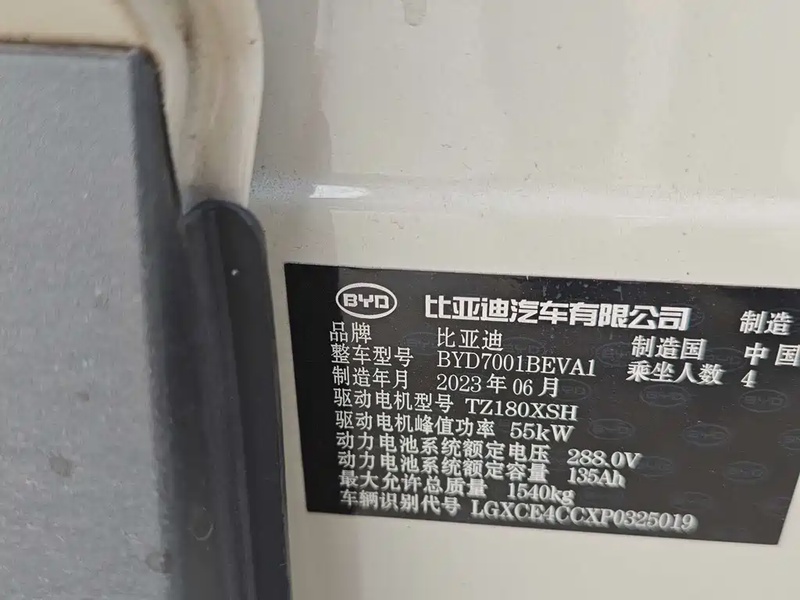 BYD 比亚迪汽车有限公司 制造
品牌 比亚迪 制造国 中国
整车型号 BYD7001BEVA1 乘坐人数 4
制造年月 2023年06月
驱动电机型号 TZ180XSH
驱动电机峰值功率 55kW
动力电池系统额定电压 288.0V
动力电池系统额定容量 135Ah
最大允许总质量 1540kg
车辆识别代号 LGXCE4CCXP0325019